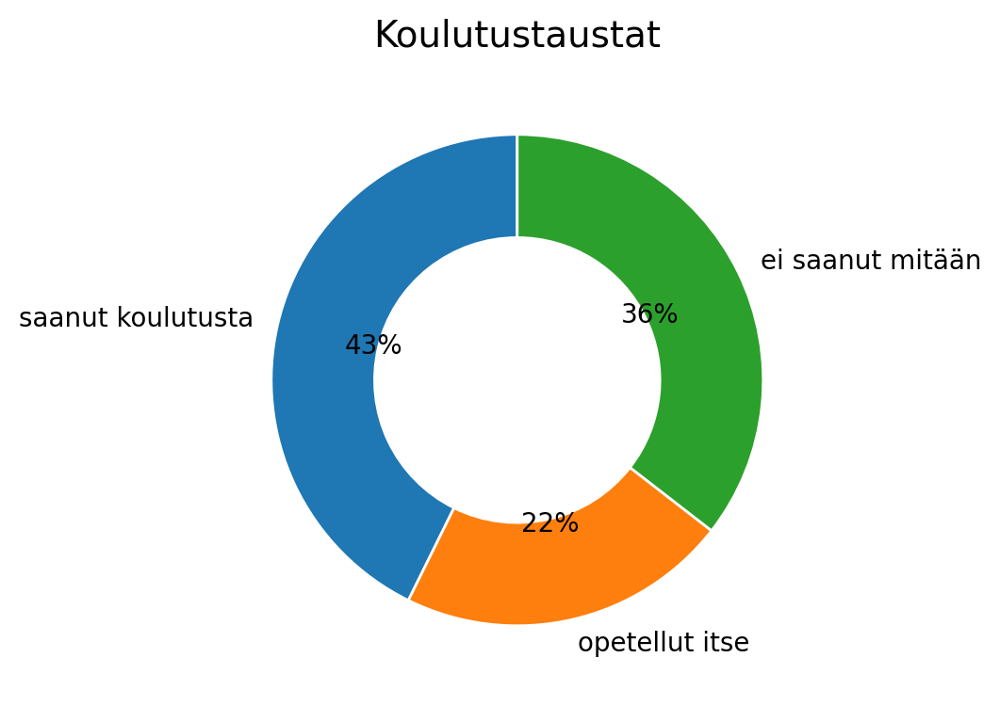 Koulutustaustat
ei saanut mitään
36%
saanut koulutusta
43%
22%
opetellut itse